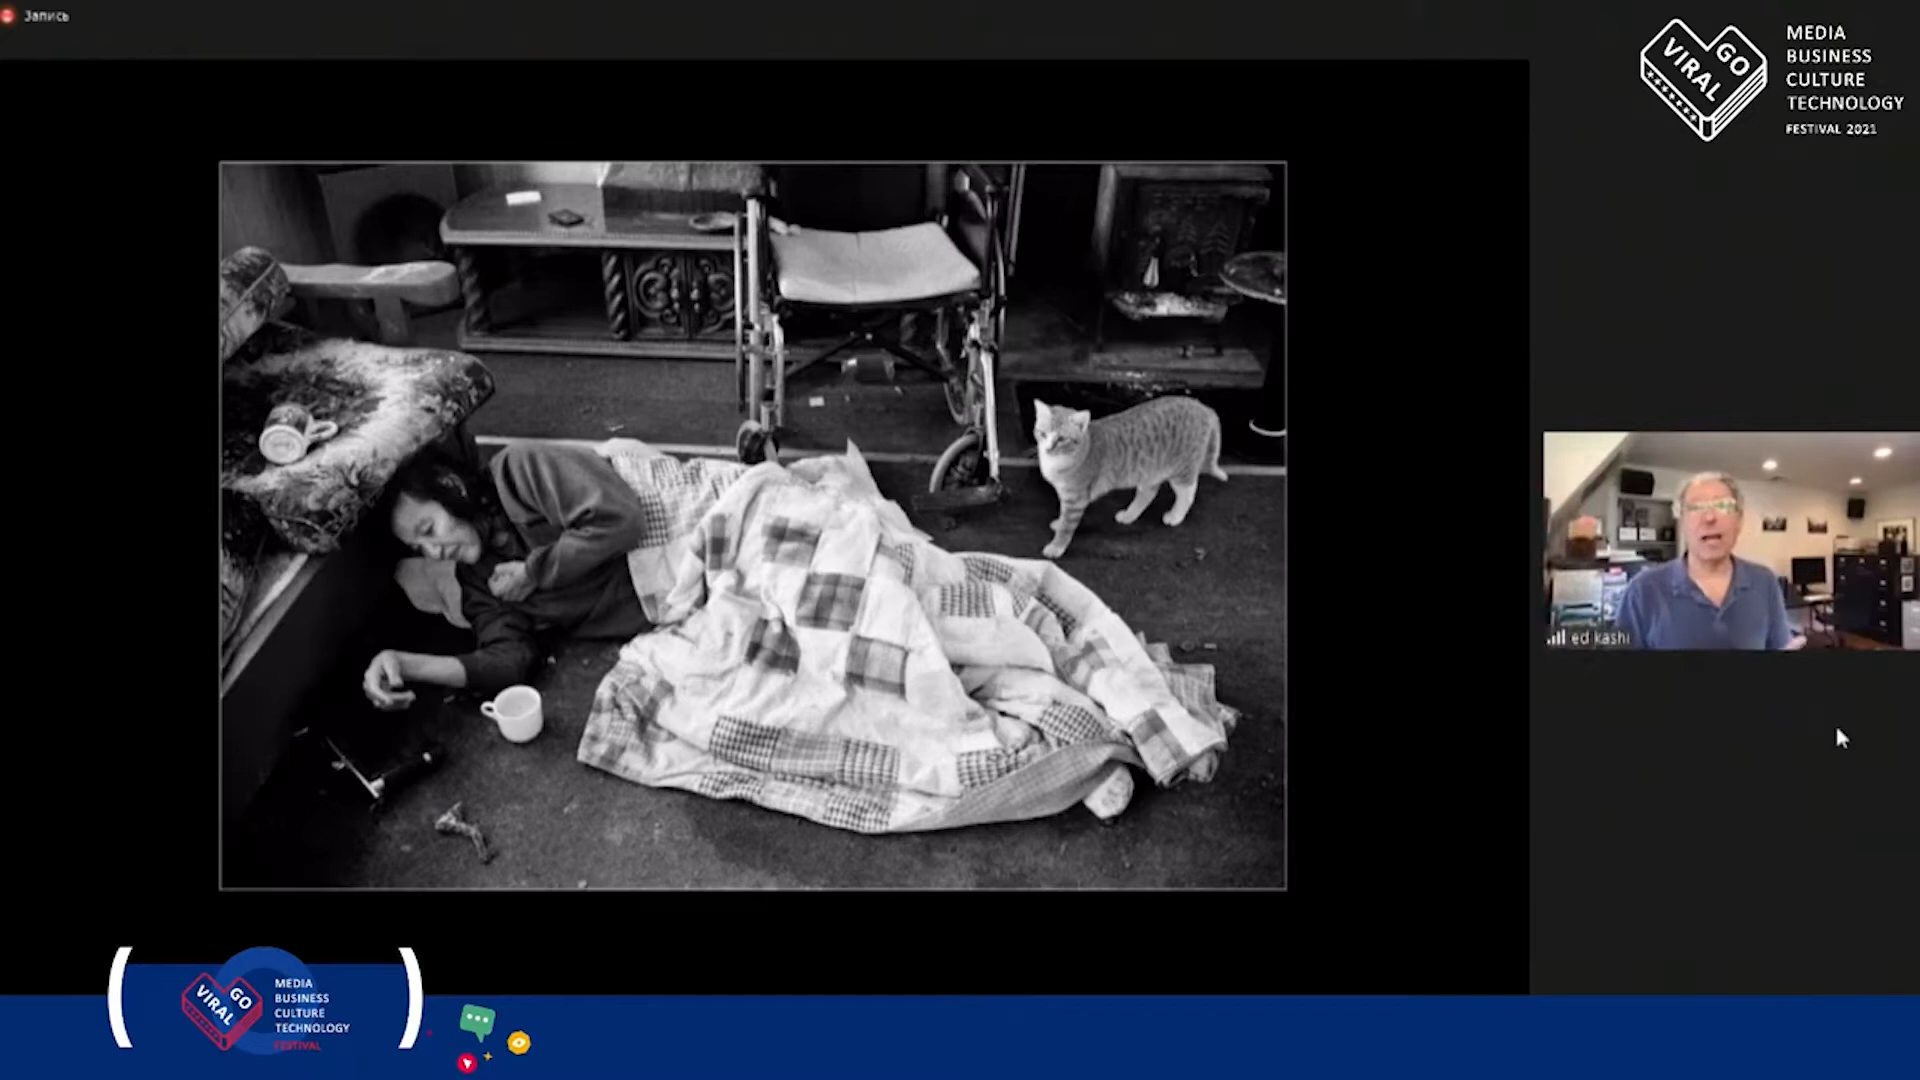 Запись
VIRAL GO
MEDIA
BUSINESS
CULTURE
TECHNOLOGY
FESTIVAL 2021
ed kashi
VIRAL GO
MEDIA
BUSINESS
CULTURE
TECHNOLOGY
FESTIVAL